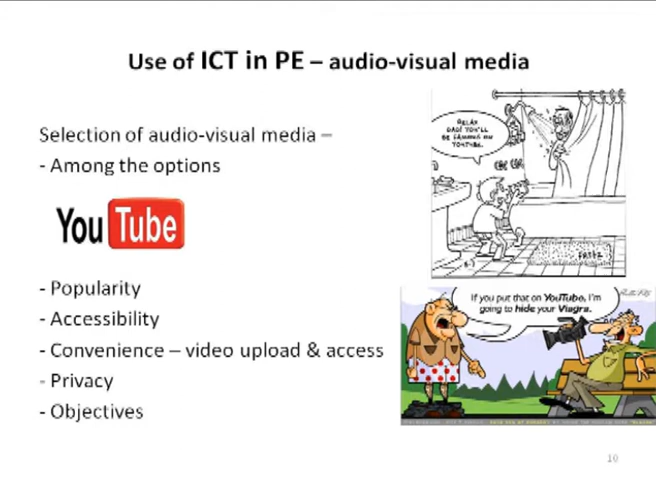 Use of ICT in PE – audio-visual media
Selection of audio-visual media –
- Among the options
YouTube
- Popularity
- Accessibility
- Convenience – video upload & access
- Privacy
- Objectives
RELAX
DAD! YOU'LL
BE FAMOUS ON
YOUTUBE.
If you put that on YouTube, I'm
going to hide your Viagra.
10